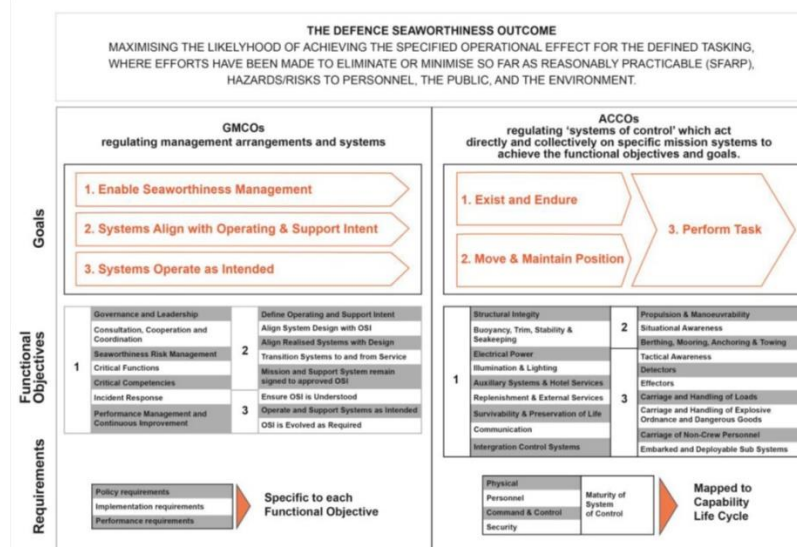 THE DEFENCE SEAWORTHINESS OUTCOME
MAXIMISING THE LIKELYHOOD OF ACHIEVING THE SPECIFIED OPERATIONAL EFFECT FOR THE DEFINED TASKING,
WHERE EFFORTS HAVE BEEN MADE TO ELIMINATE OR MINIMISE SO FAR AS REASONABLY PRACTICABLE (SFARP),
HAZARDS/RISKS TO PERSONNEL, THE PUBLIC, AND THE ENVIRONMENT.
GMCOs
regulating management arrangements and systems
ACCOs
regulating ‘systems of control’ which act
directly and collectively on specific mission systems to
achieve the functional objectives and goals.
Goals
1. Enable Seaworthiness Management
2. Systems Align with Operating & Support Intent
3. Systems Operate as Intended
1. Exist and Endure
2. Move & Maintain Position
3. Perform Task
Functional
Objectives
1
Governance and Leadership
Consultation, Cooperation and
Coordination
Seaworthiness Risk Management
Critical Functions
Critical Competencies
Incident Response
Performance Management and
Continuous Improvement
2
Define Operating and Support Intent
Align System Design with OSI
Align Realised Systems with Design
Transition Systems to and from Service
Mission and Support System remain
signed to approved OSI
3
Ensure OSI is Understood
Operate and Support Systems as Intended
OSI is Evolved as Required
1
Structural Integity
Buoyancy, Trim, Stability &
Seakeeping
Electrical Power
Illumination & Lighting
Auxillary Systems & Hotel Services
Replenishment & External Services
Survivability & Preservation of Life
Communication
Intergration Control Systems
2
Propulsion & Manoeuvrability
Situational Awareness
Berthing, Mooring, Anchoring & Towing
3
Tactical Awareness
Detectors
Effectors
Carriage and Handling of Loads
Carriage and Handling of Explosive
Ordnance and Dangerous Goods
Carriage of Non-Crew Personnel
Embarked and Deployable Sub Systems
Requirements
Policy requirements
Implementation requirements
Performance requirements
Specific to each
Functional Objective
Physical
Personnel
Command & Control
Security
Maturity of
System
of Control
Mapped to
Capability
Life Cycle